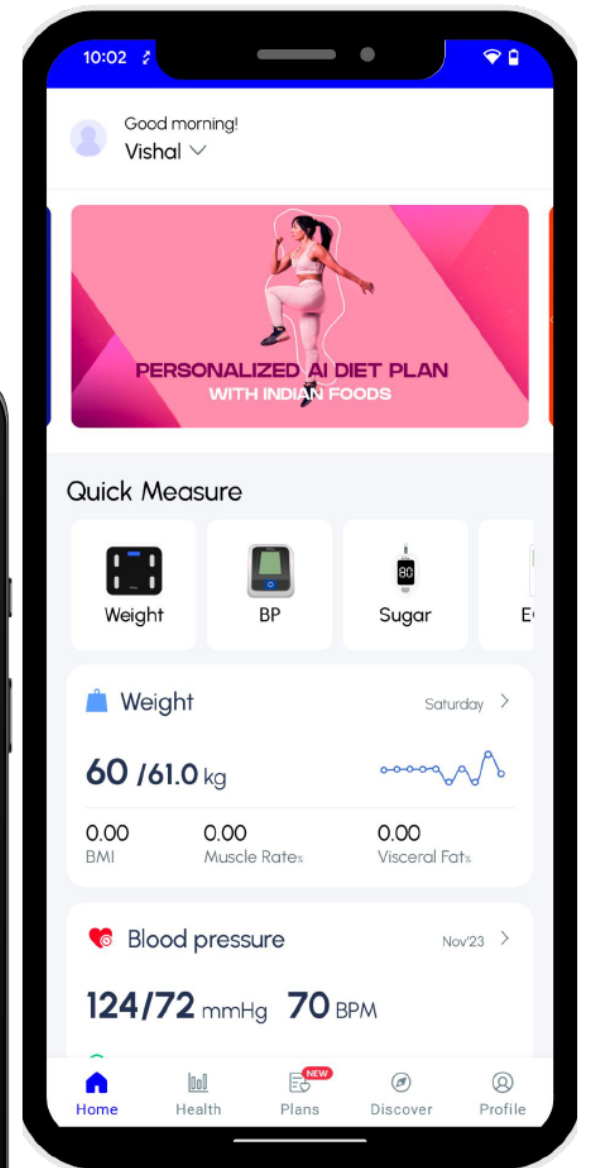 10:02
Good morning!
Vishal
PERSONALIZED AI DIET PLAN
WITH INDIAN FOODS
Quick Measure
80
Weight
BP
Sugar
Weight
Saturday
60 /61.0 kg
0.00
0.00
0.00
BMI
Muscle Rate%
Visceral Fat%
Blood pressure
Nov'23
124/72 mmHg 70 BPM
NEW
Home
Health
Plans
Discover
Profile